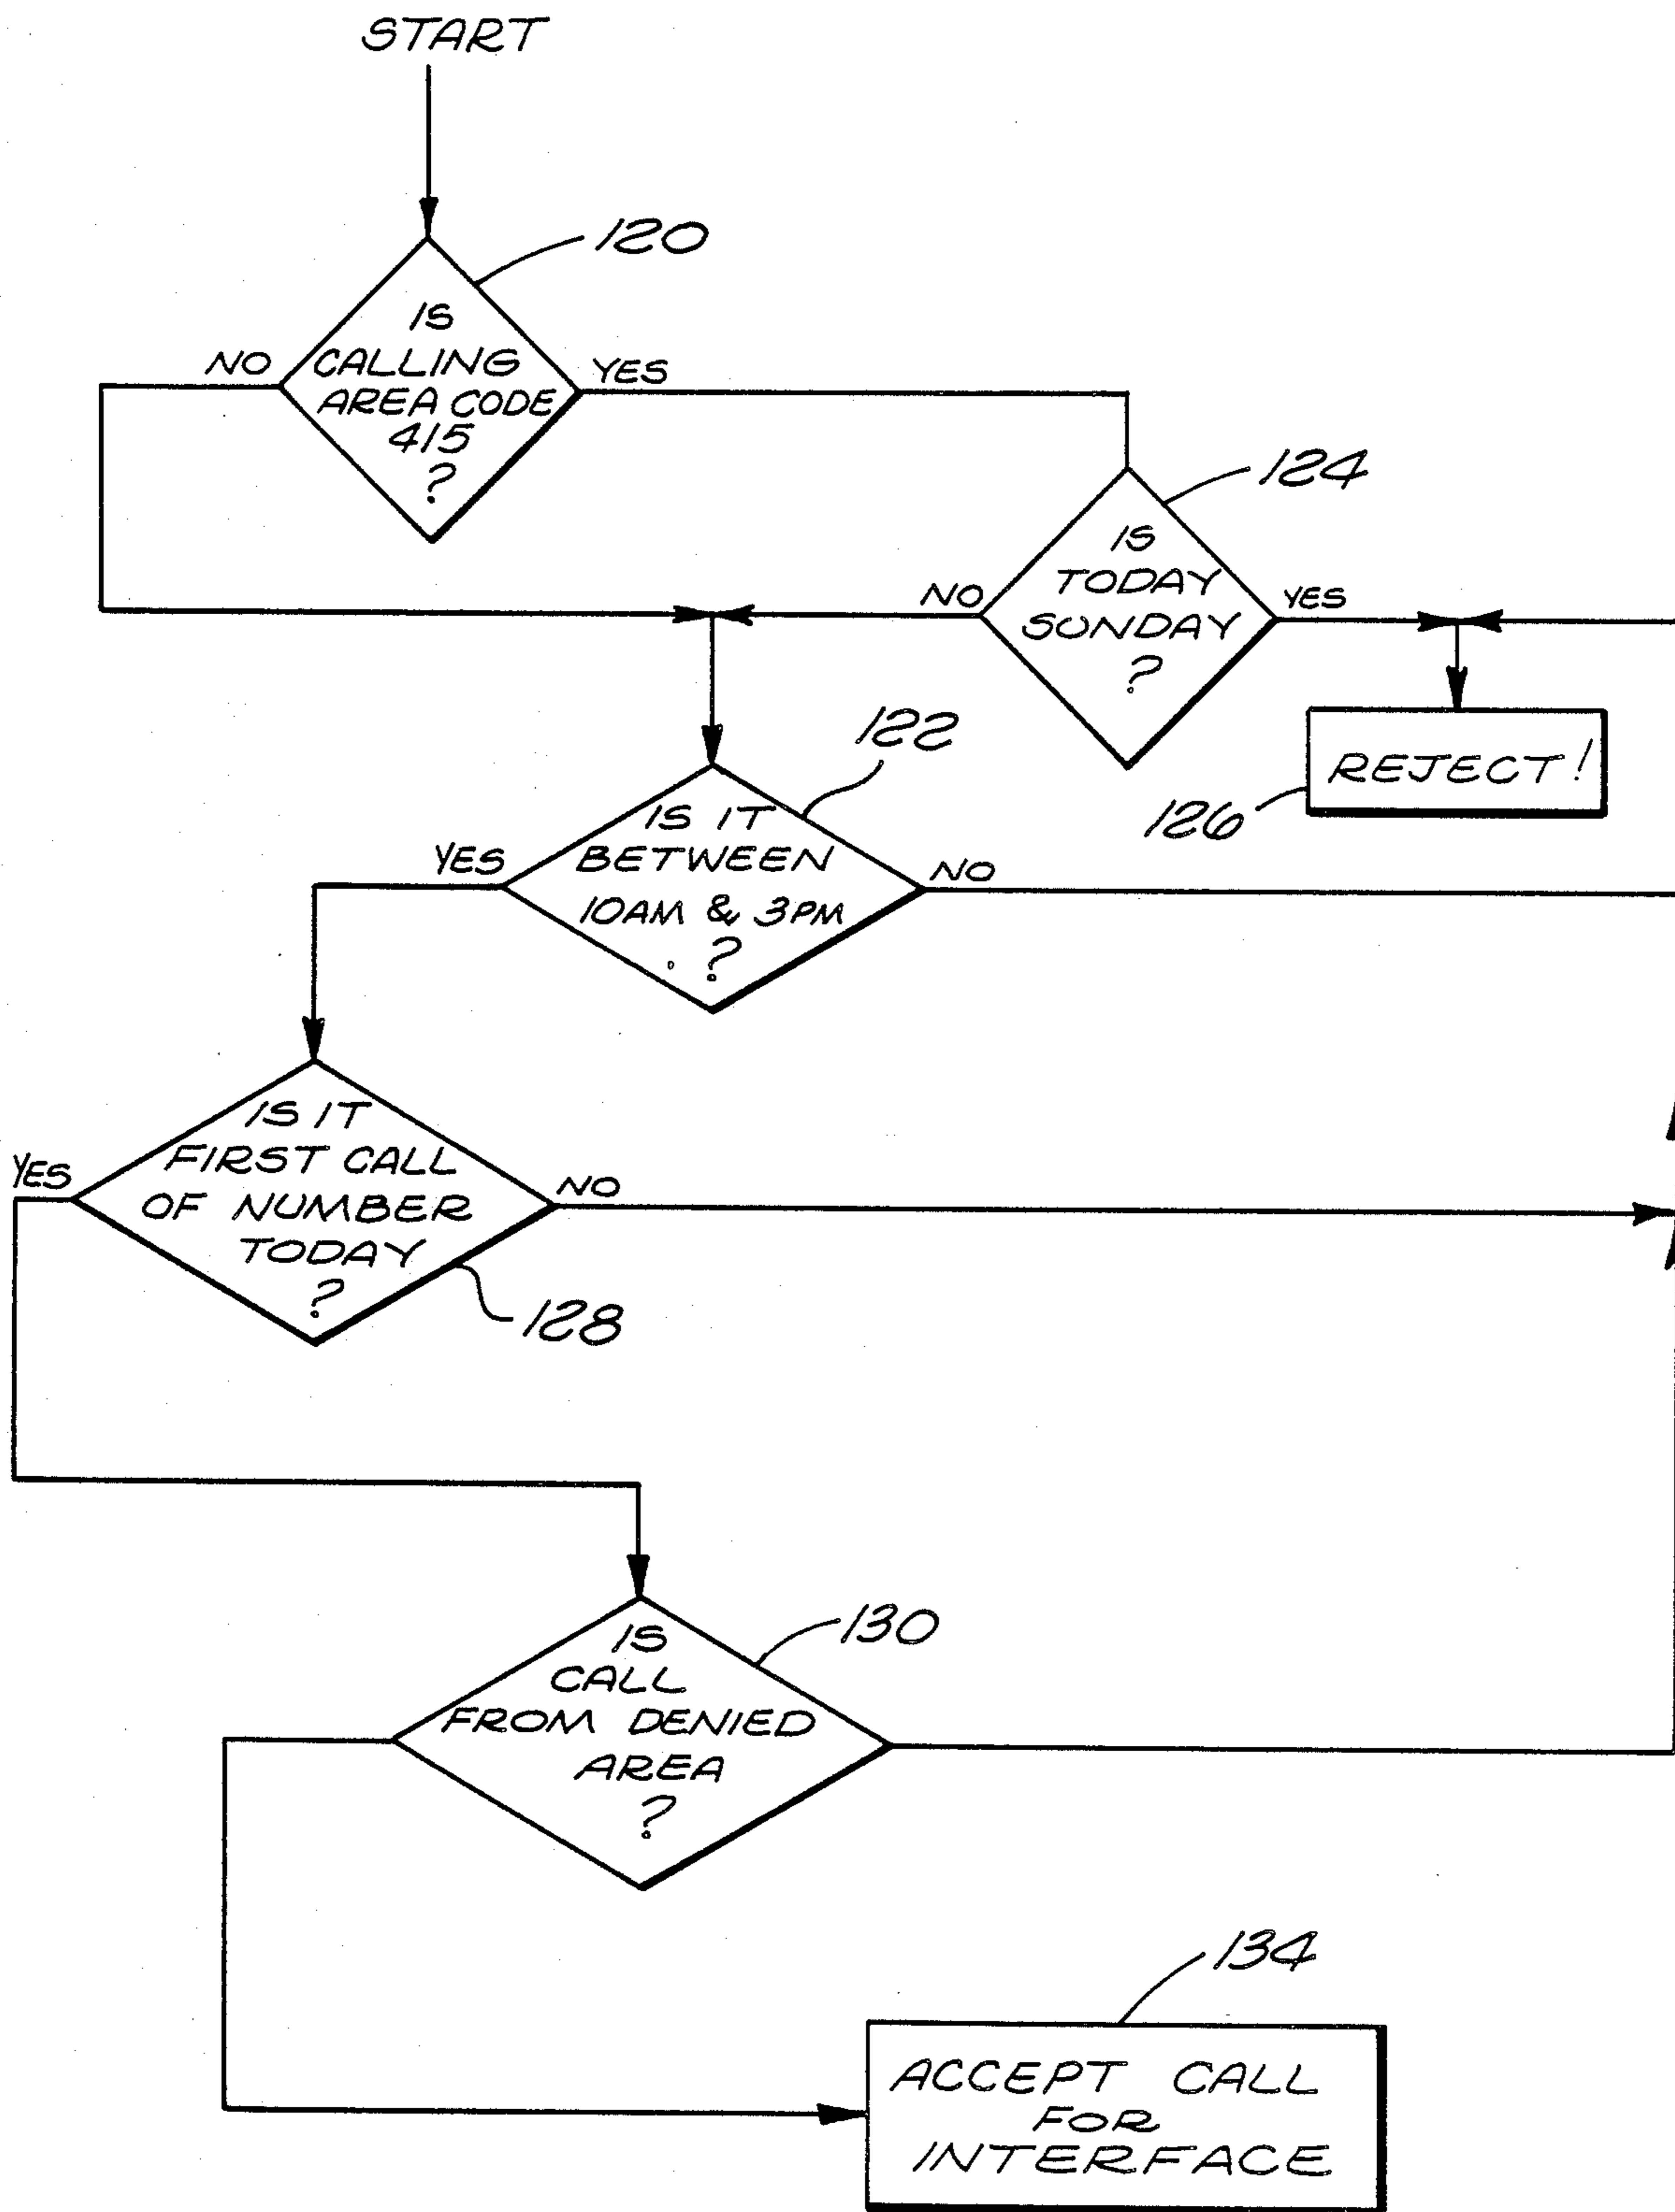 START
120
IS
CALLING
AREA CODE
415
?
NO
YES
124
IS
TODAY
SUNDAY
?
NO
YES
REJECT!
126
122
IS IT
BETWEEN
10AM & 3PM
?
YES
NO
IS IT
FIRST CALL
OF NUMBER
TODAY
?
YES
NO
128
130
IS
CALL
FROM DENIED
AREA
?
134
ACCEPT CALL
FOR
INTERFACE